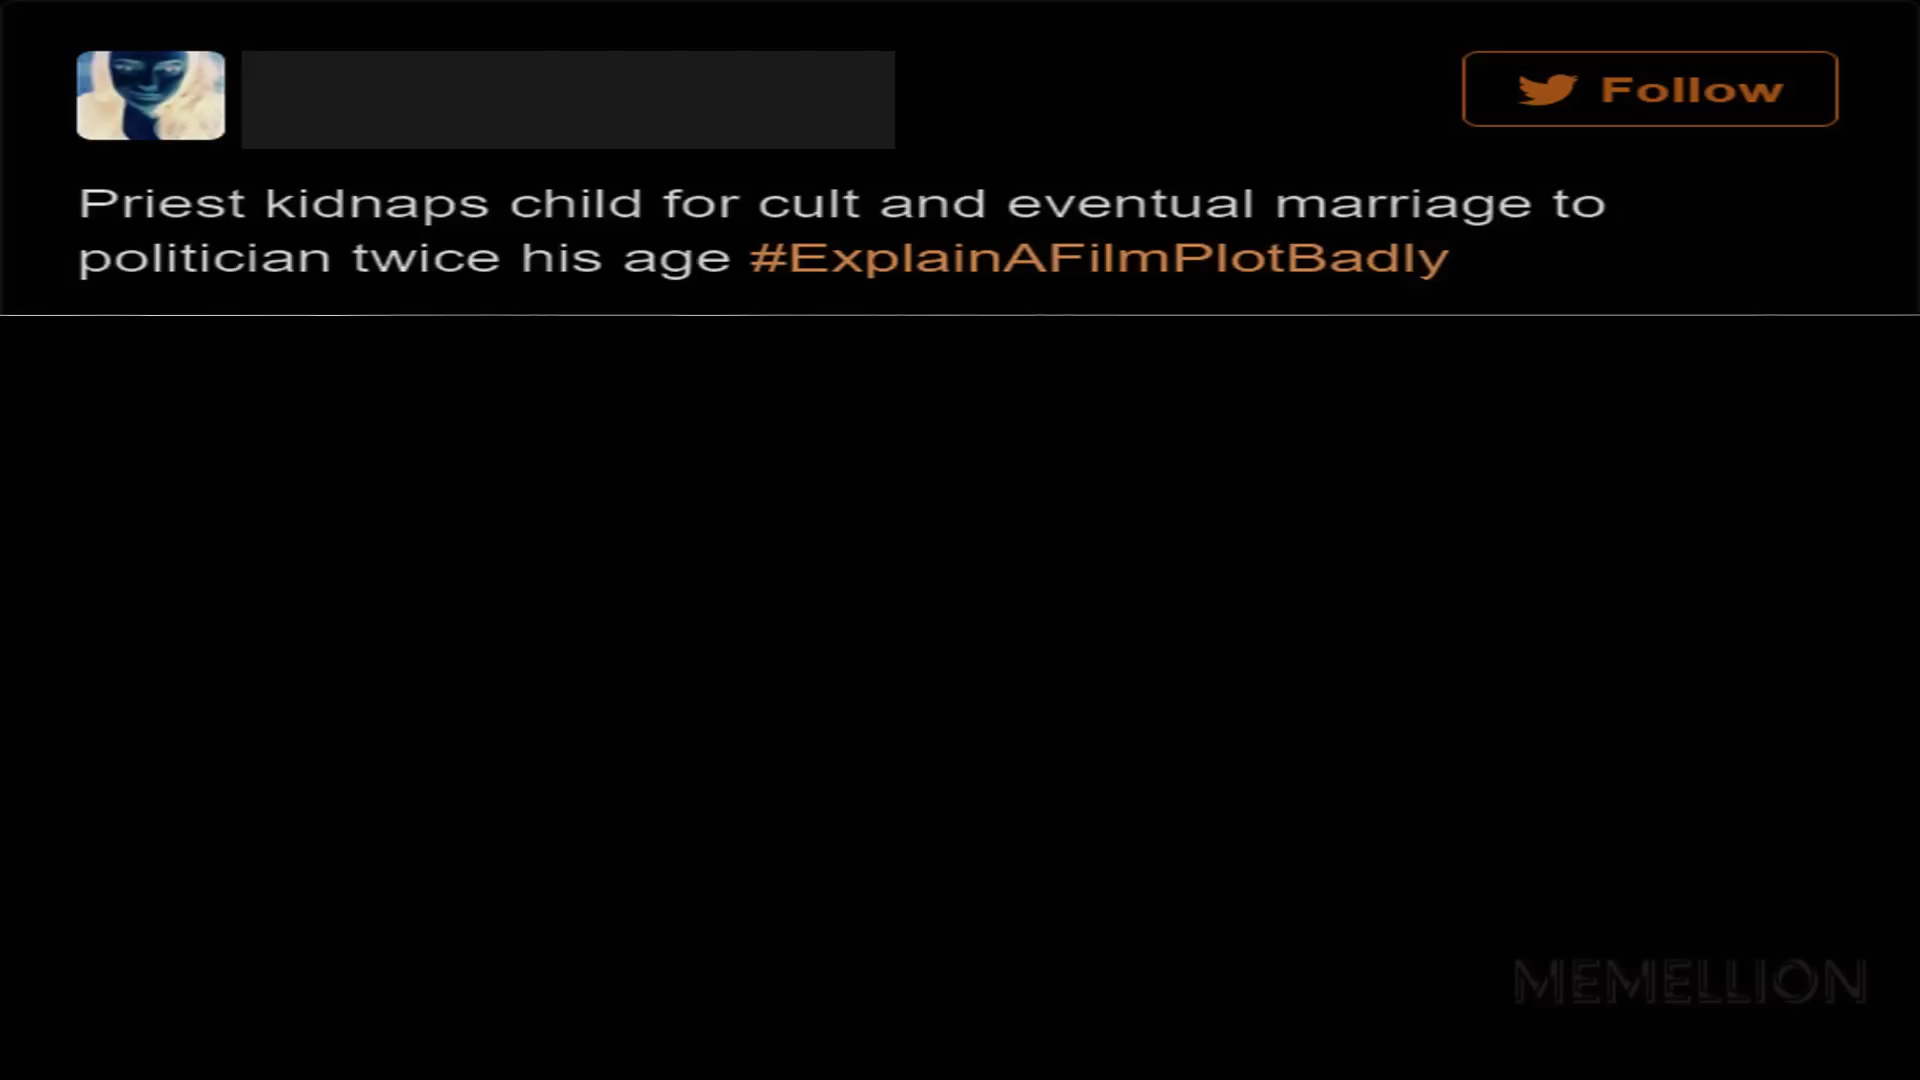 Follow
Priest kidnaps child for cult and eventual marriage to
politician twice his age #ExplainAFilmPlotBadly
MEMELLION